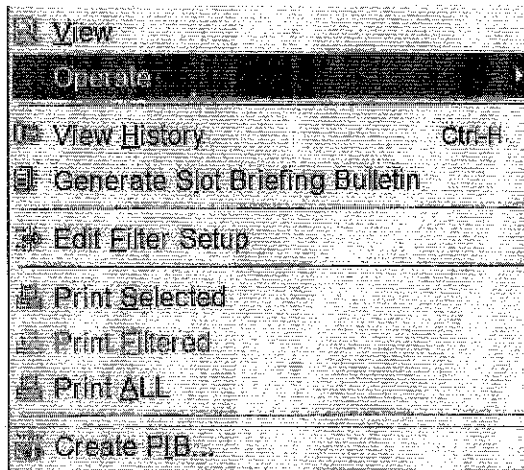 View
Operate
View History Ctrl-H
Generate Slot Briefing Bulletin
Edit Filter Setup
Print Selected
Print Filtered
Print ALL
Create PIB...